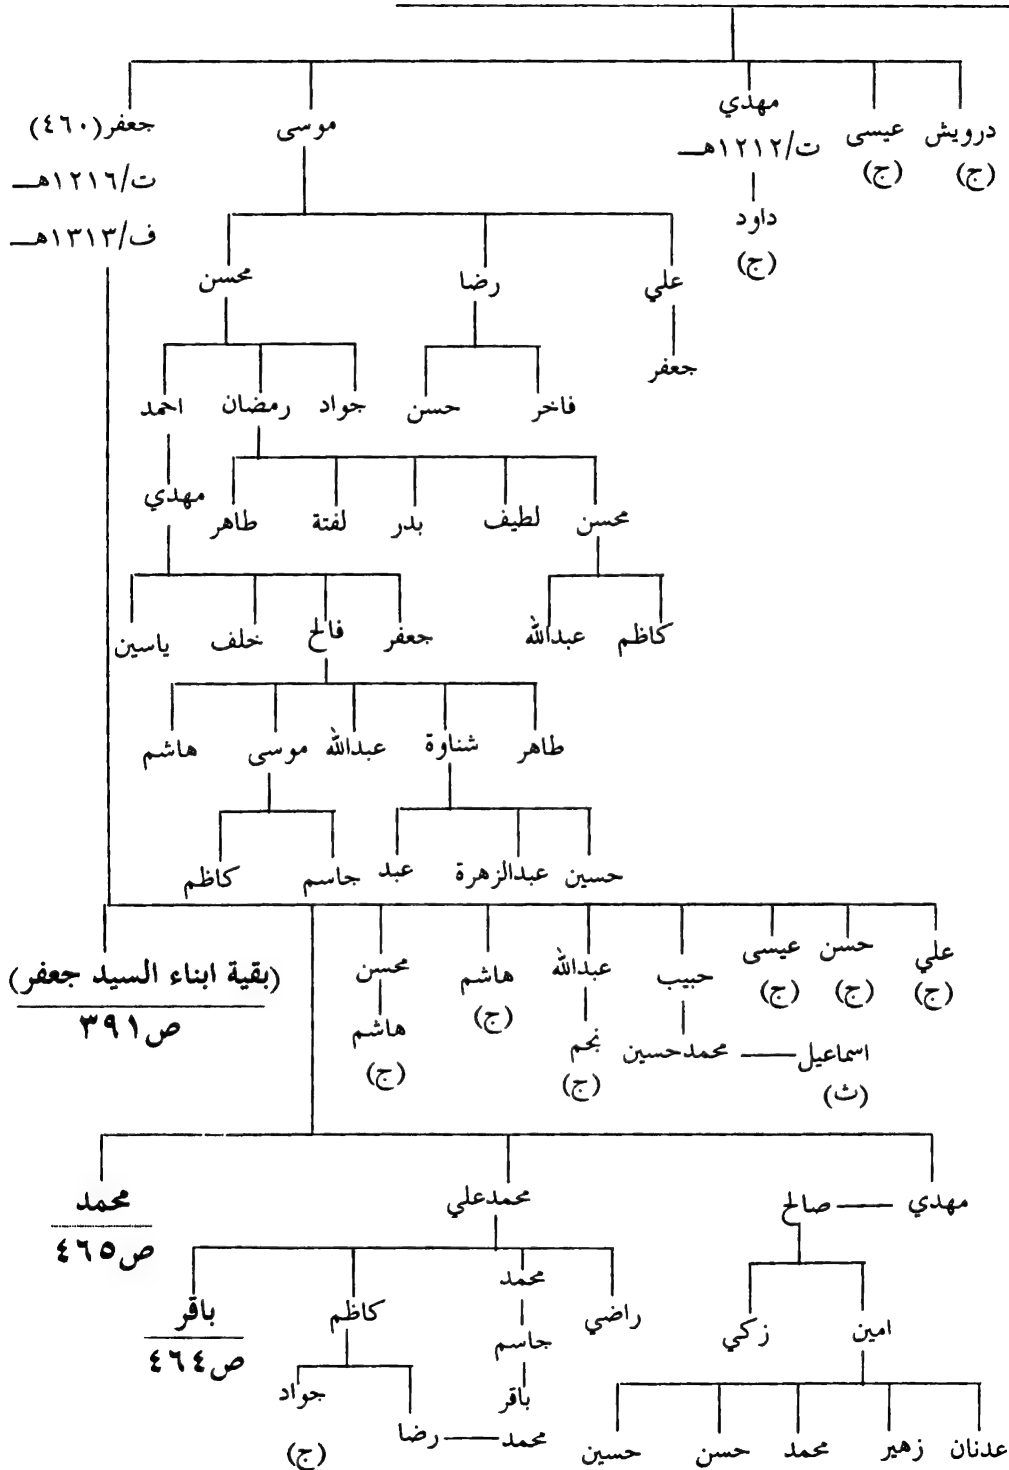 درويش
(ج)
عيسى
(ج)
مهدي
ت/١٢١٢هـ
داود
(ج)
موسى
جعفر(٤٦٠)
ت/١٢١٦هـ
ف/١٣١٣هـ
علي رضا محسن
جعفر
فاخر حسن جواد رمضان احمد
محسن لطيف بدر لفتة طاهر مهدي
كاظم عبدالله جعفر فالح خلف ياسين
طاهر شناوة عبدالله موسى هاشم
حسين عبدالزهرة عبد جاسم كاظم
علي
(ج)
حسن
(ج)
عيسى
(ج)
حبيب
محمدحسين اسماعيل
(ث)
عبدالله
نجم
(ج)
هاشم
(ج)
محسن
هاشم
(ج)
(بقية ابناء السيد جعفر)
ص٣٩١
مهدي صالح
محمدعلي
محمد
ص٤٦٥
امين زكي
راضي
محمد
جاسم
باقر
كاظم
باقر
ص٤٦٤
عدنان زهير محمد حسن حسين
محمد رضا
جواد
(ج)